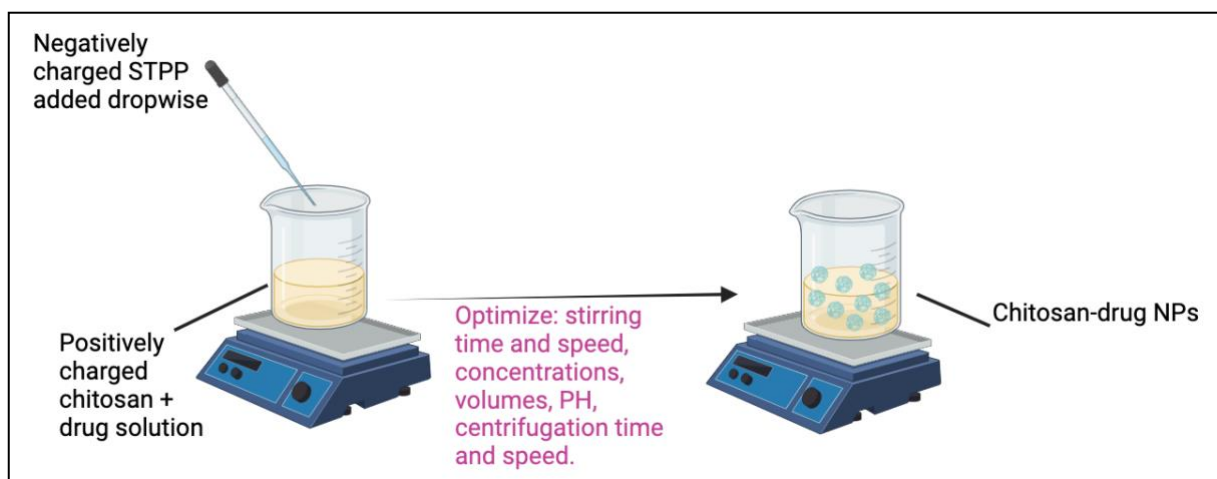 Negatively
charged STPP
added dropwise
Positively
charged
chitosan +
drug solution
Optimize: stirring
time and speed,
concentrations,
volumes, PH,
centrifugation time
and speed.
Chitosan-drug NPs